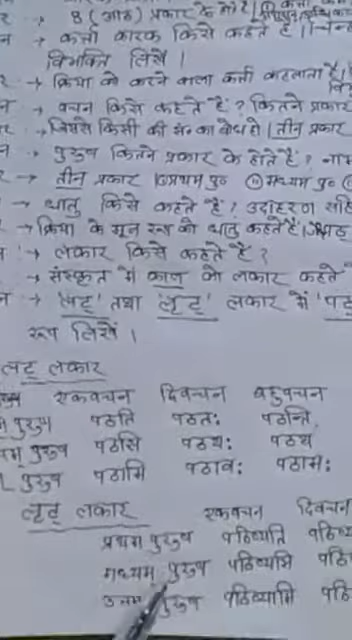 8 (आठ) प्रकार के होते हैं
→ कर्ता कारक किसे कहते हैं।
विभक्ति लिखें।
→ क्रिया को करने वाला कर्ता कहलाता है।
→ वचन किसे कहते हैं? कितने प्रकार
→ जिससे किसी की सं० का बोध हो। तीन प्रकार
→ पुरुष कितने प्रकार के होते हैं?
→ तीन प्रकार प्रथम पु० मध्यम पु०
→ धातु किसे कहते हैं? उदाहरण सहि
→ क्रिया के मूल रूप को धातु कहते हैं।
→ लकार किसे कहते हैं?
→ संस्कृत में काल को लकार कहते
→ 'लट्' तथा 'लृट्' लकार में 'पठ्
रूप लिखें।
लट् लकार
एकवचन द्विवचन बहुवचन
पुरुष पठति पठतः पठन्ति
पुरुष पठसि पठथः पठथ
पुरुष पठामि पठावः पठामः
लृट् लकार एकवचन द्विवचन
प्रथम पुरुष पठिष्यति
मध्यम पुरुष पठिष्यसि
उत्तम पुरुष पठिष्यामि